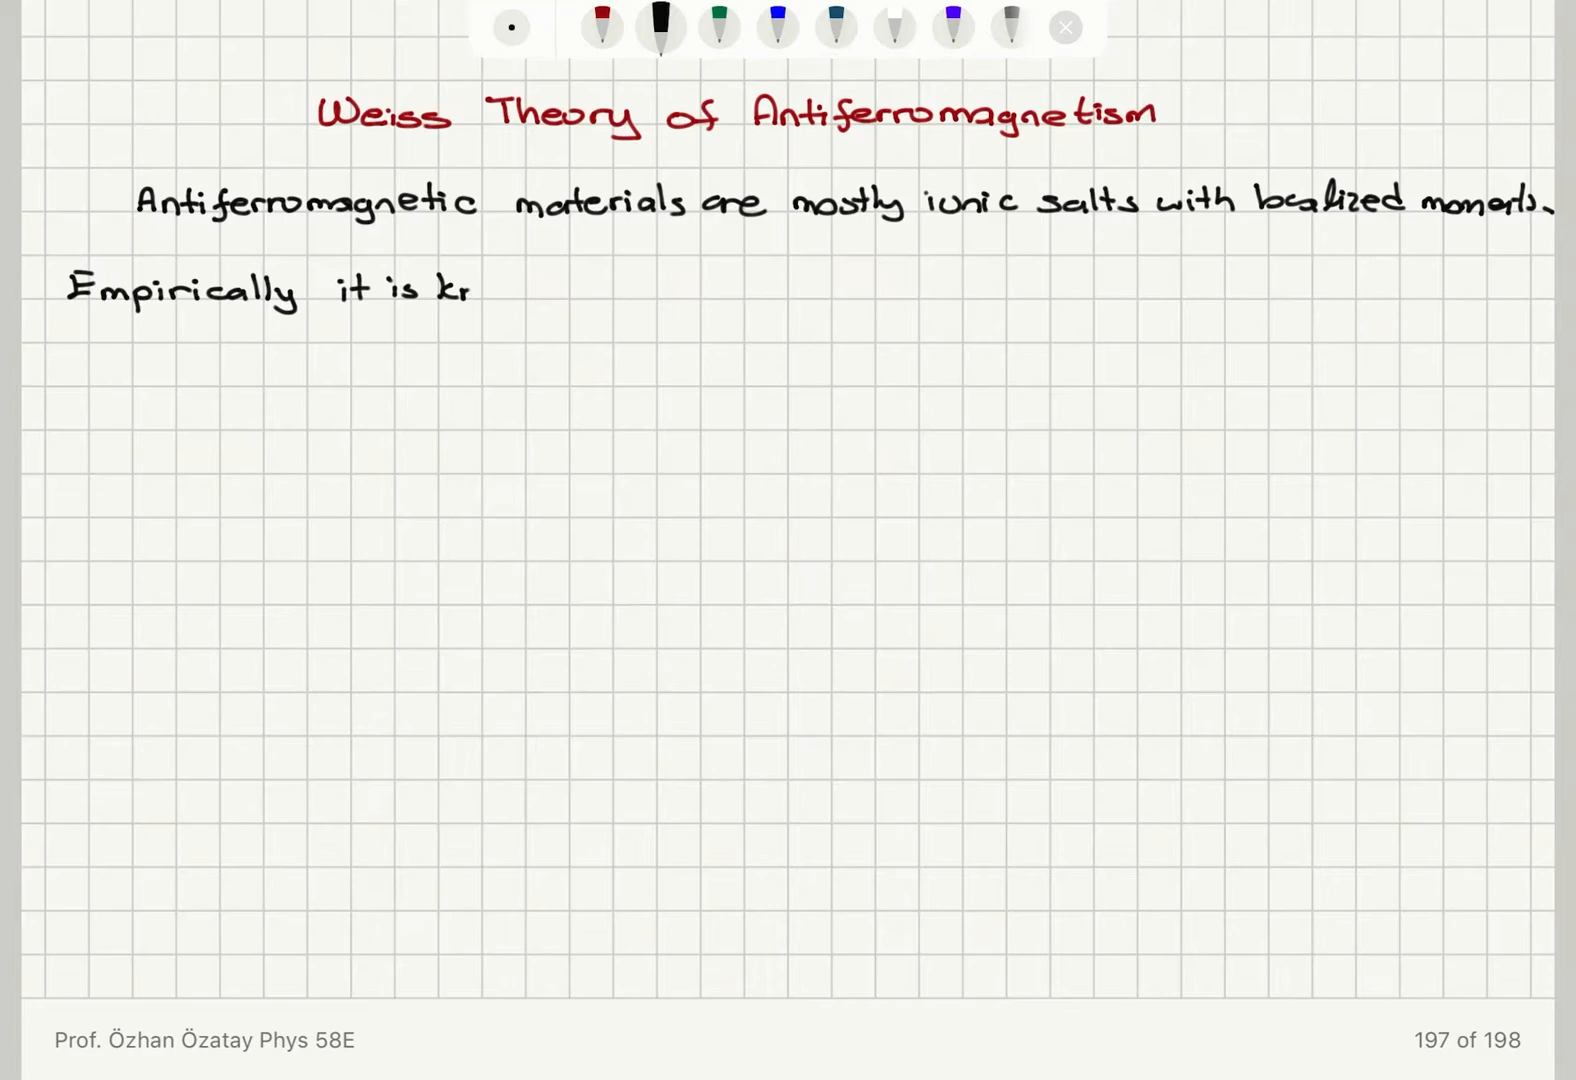 Weiss Theory of Antiferromagnetism
Antiferromagnetic materials are mostly ionic salts with localized moments.
Empirically it is kr
Prof. Özhan Özatay Phys 58E
197 of 198